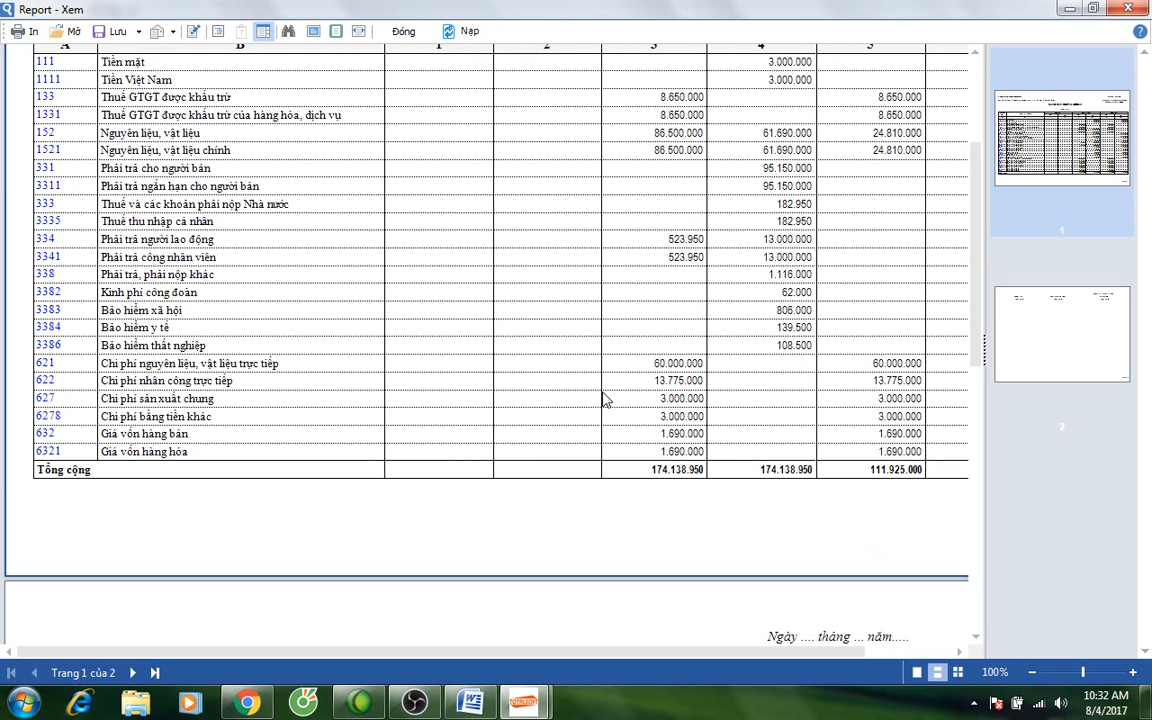 Report - Xem
In Mở Lưu Đóng Nạp
A B 1 2 3 4 5
111 Tiền mặt 3.000.000
1111 Tiền Việt Nam 3.000.000
133 Thuế GTGT được khấu trừ 8.650.000 8.650.000
1331 Thuế GTGT được khấu trừ của hàng hóa, dịch vụ 8.650.000 8.650.000
152 Nguyên liệu, vật liệu 86.500.000 61.690.000 24.810.000
1521 Nguyên liệu, vật liệu chính 86.500.000 61.690.000 24.810.000
331 Phải trả cho người bán 95.150.000
3311 Phải trả ngắn hạn cho người bán 95.150.000
333 Thuế và các khoản phải nộp Nhà nước 182.950
3335 Thuế thu nhập cá nhân 182.950
334 Phải trả người lao động 523.950 13.000.000
3341 Phải trả công nhân viên 523.950 13.000.000
338 Phải trả, phải nộp khác 1.116.000
3382 Kinh phí công đoàn 62.000
3383 Bảo hiểm xã hội 806.000
3384 Bảo hiểm y tế 139.500
3386 Bảo hiểm thất nghiệp 108.500
621 Chi phí nguyên liệu, vật liệu trực tiếp 60.000.000 60.000.000
622 Chi phí nhân công trực tiếp 13.775.000 13.775.000
627 Chi phí sản xuất chung 3.000.000 3.000.000
6278 Chi phí bằng tiền khác 3.000.000 3.000.000
632 Giá vốn hàng bán 1.690.000 1.690.000
6321 Giá vốn hàng hóa 1.690.000 1.690.000
Tổng cộng 174.138.950 174.138.950 111.925.000
Ngày .... tháng ... năm.....
1
2
Trang 1 của 2 100%
10:32 AM
8/4/2017